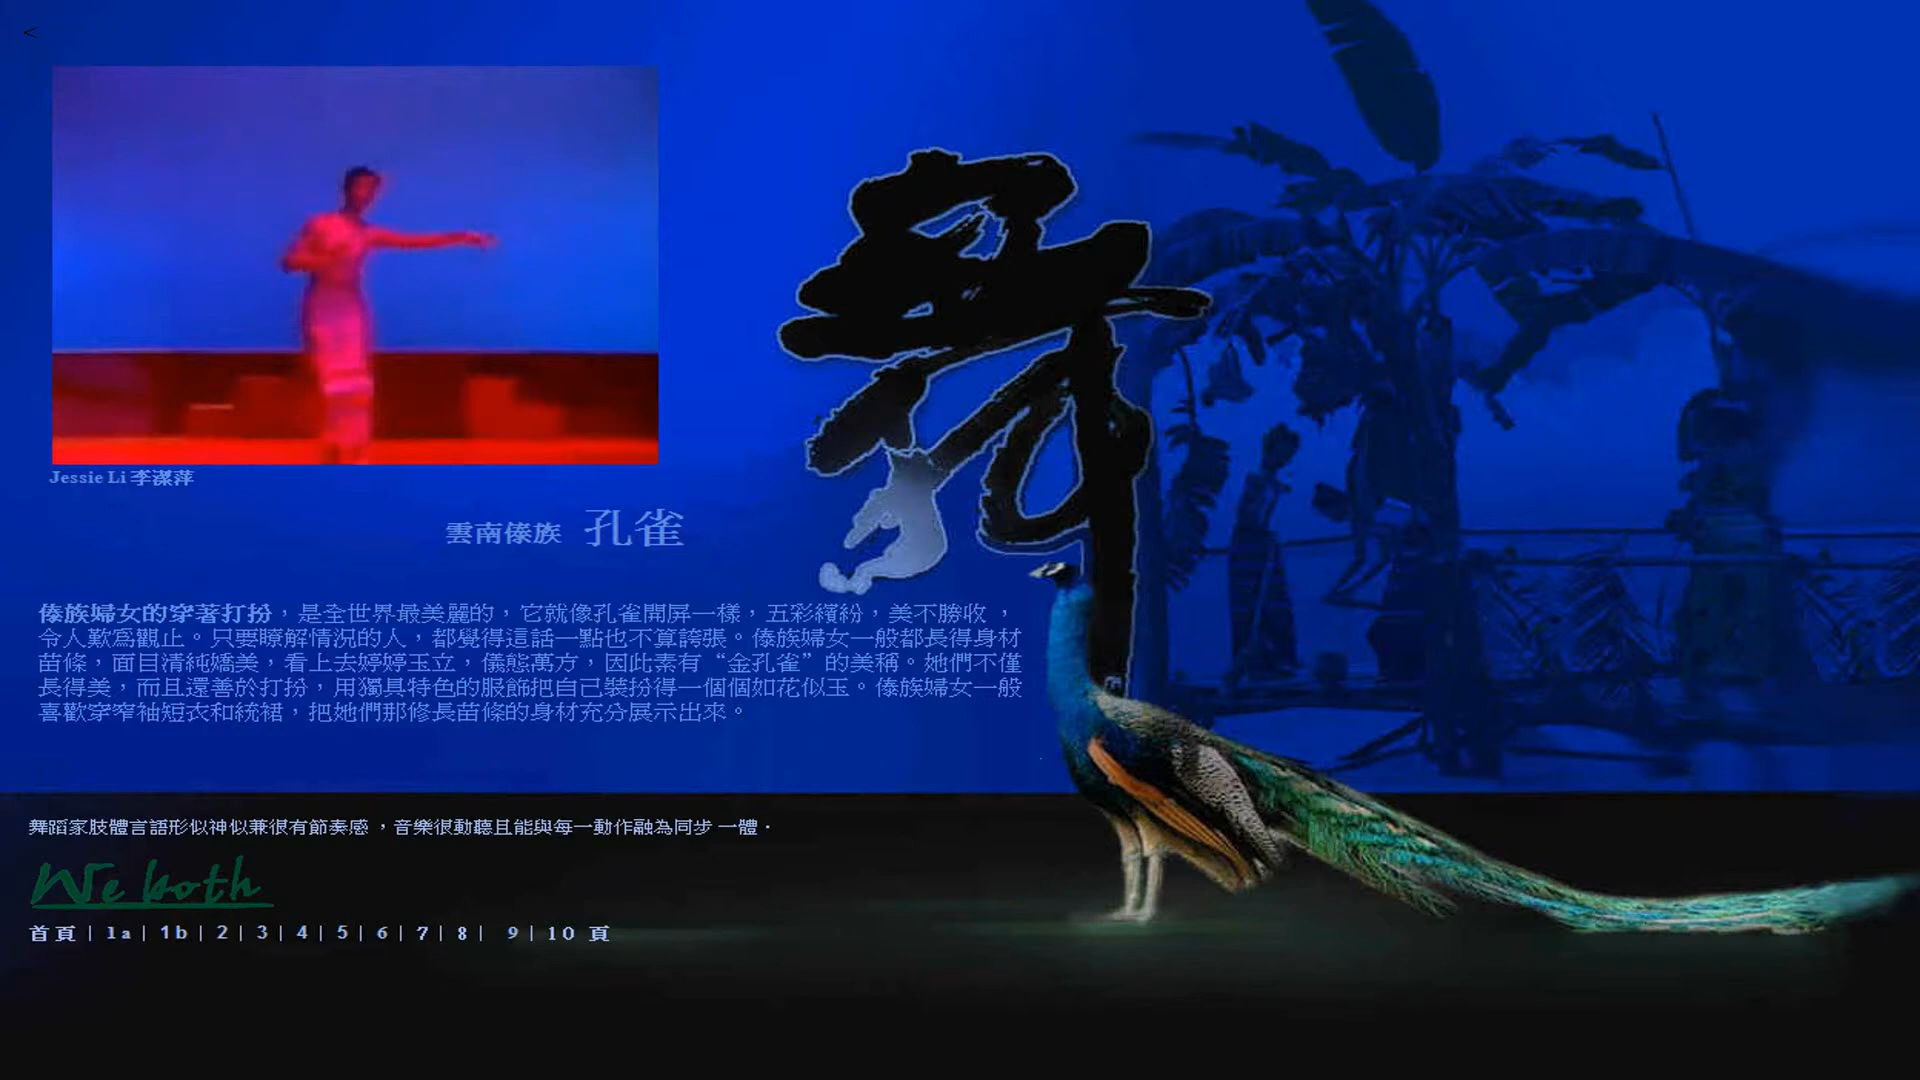 <
舞
Jessie Li 李潔萍
雲南傣族 孔雀
傣族婦女的穿著打扮，是全世界最美麗的，它就像孔雀開屏一樣，五彩繽紛，美不勝收，
令人歎為觀止。只要瞭解情況的人，都覺得這話一點也不算誇張。傣族婦女一般都長得身材
苗條，面目清純嬌美，看上去婷婷玉立，儀態萬方，因此素有“金孔雀”的美稱。她們不僅
長得美，而且還善於打扮，用獨具特色的服飾把自己裝扮得一個個如花似玉。傣族婦女一般
喜歡穿窄袖短衣和統裙，把她們那修長苗條的身材充分展示出來。
舞蹈家肢體言語形似神似兼很有節奏感，音樂很動聽且能與每一動作融為同步 一體．
We both
首頁 | 1a | 1b | 2 | 3 | 4 | 5 | 6 | 7 | 8 | 9 | 10 頁